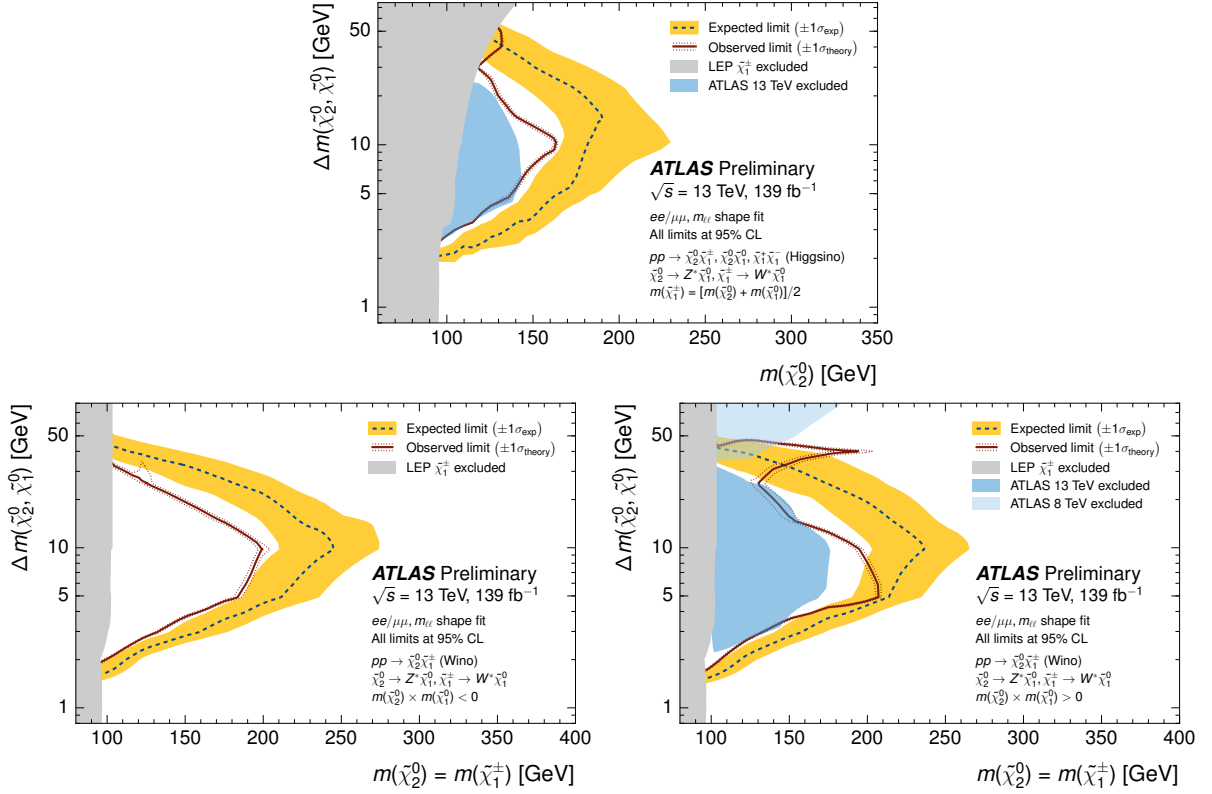 Δm(χ̃⁰₂, χ̃⁰₁) [GeV]
50
10
5
1
Expected limit (±1σexp)
Observed limit (±1σtheory)
LEP χ̃±₁ excluded
ATLAS 13 TeV excluded
ATLAS Preliminary
√s = 13 TeV, 139 fb⁻¹
ee/μμ, mℓℓ shape fit
All limits at 95% CL
pp → χ̃⁰₂χ̃±₁, χ̃⁰₂χ̃⁰₁, χ̃⁺₁χ̃⁻₁ (Higgsino)
χ̃⁰₂ → Z*χ̃⁰₁, χ̃±₁ → W*χ̃⁰₁
m(χ̃±₁) = [m(χ̃⁰₂) + m(χ̃⁰₁)]/2
100 150 200 250 300 350
m(χ̃⁰₂) [GeV]
Δm(χ̃⁰₂, χ̃⁰₁) [GeV]
50
10
5
1
Expected limit (±1σexp)
Observed limit (±1σtheory)
LEP χ̃±₁ excluded
ATLAS Preliminary
√s = 13 TeV, 139 fb⁻¹
ee/μμ, mℓℓ shape fit
All limits at 95% CL
pp → χ̃⁰₂χ̃±₁ (Wino)
χ̃⁰₂ → Z*χ̃⁰₁, χ̃±₁ → W*χ̃⁰₁
m(χ̃⁰₂) × m(χ̃⁰₁) < 0
100 150 200 250 300 350 400
m(χ̃⁰₂) = m(χ̃±₁) [GeV]
Δm(χ̃⁰₂, χ̃⁰₁) [GeV]
50
10
5
1
Expected limit (±1σexp)
Observed limit (±1σtheory)
LEP χ̃±₁ excluded
ATLAS 13 TeV excluded
ATLAS 8 TeV excluded
ATLAS Preliminary
√s = 13 TeV, 139 fb⁻¹
ee/μμ, mℓℓ shape fit
All limits at 95% CL
pp → χ̃⁰₂χ̃±₁ (Wino)
χ̃⁰₂ → Z*χ̃⁰₁, χ̃±₁ → W*χ̃⁰₁
m(χ̃⁰₂) × m(χ̃⁰₁) > 0
100 150 200 250 300 350 400
m(χ̃⁰₂) = m(χ̃±₁) [GeV]